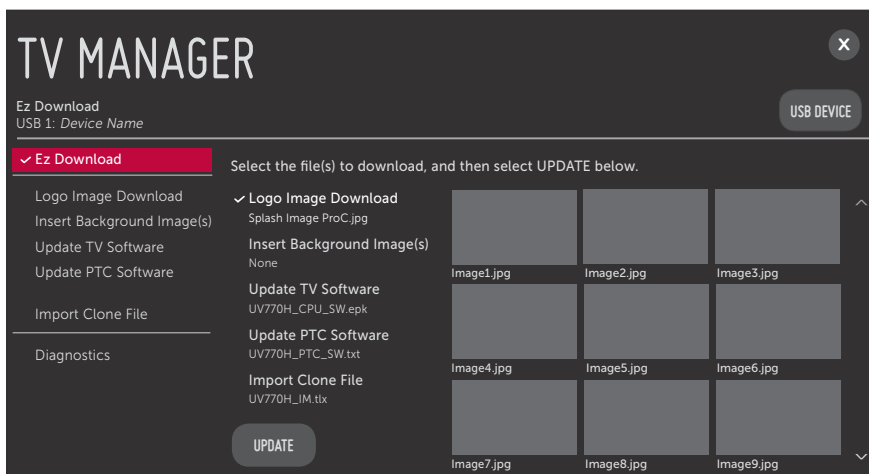 TV MANAGER
X
Ez Download
USB 1: Device Name
USB DEVICE
Ez Download
Logo Image Download
Insert Background Image(s)
Update TV Software
Update PTC Software
Import Clone File
Diagnostics
Select the file(s) to download, and then select UPDATE below.
Logo Image Download
Splash Image ProC.jpg
Insert Background Image(s)
None
Update TV Software
UV770H_CPU_SW.epk
Update PTC Software
UV770H_PTC_SW.txt
Import Clone File
UV770H_IM.tlx
UPDATE
Image1.jpg
Image2.jpg
Image3.jpg
Image4.jpg
Image5.jpg
Image6.jpg
Image7.jpg
Image8.jpg
Image9.jpg